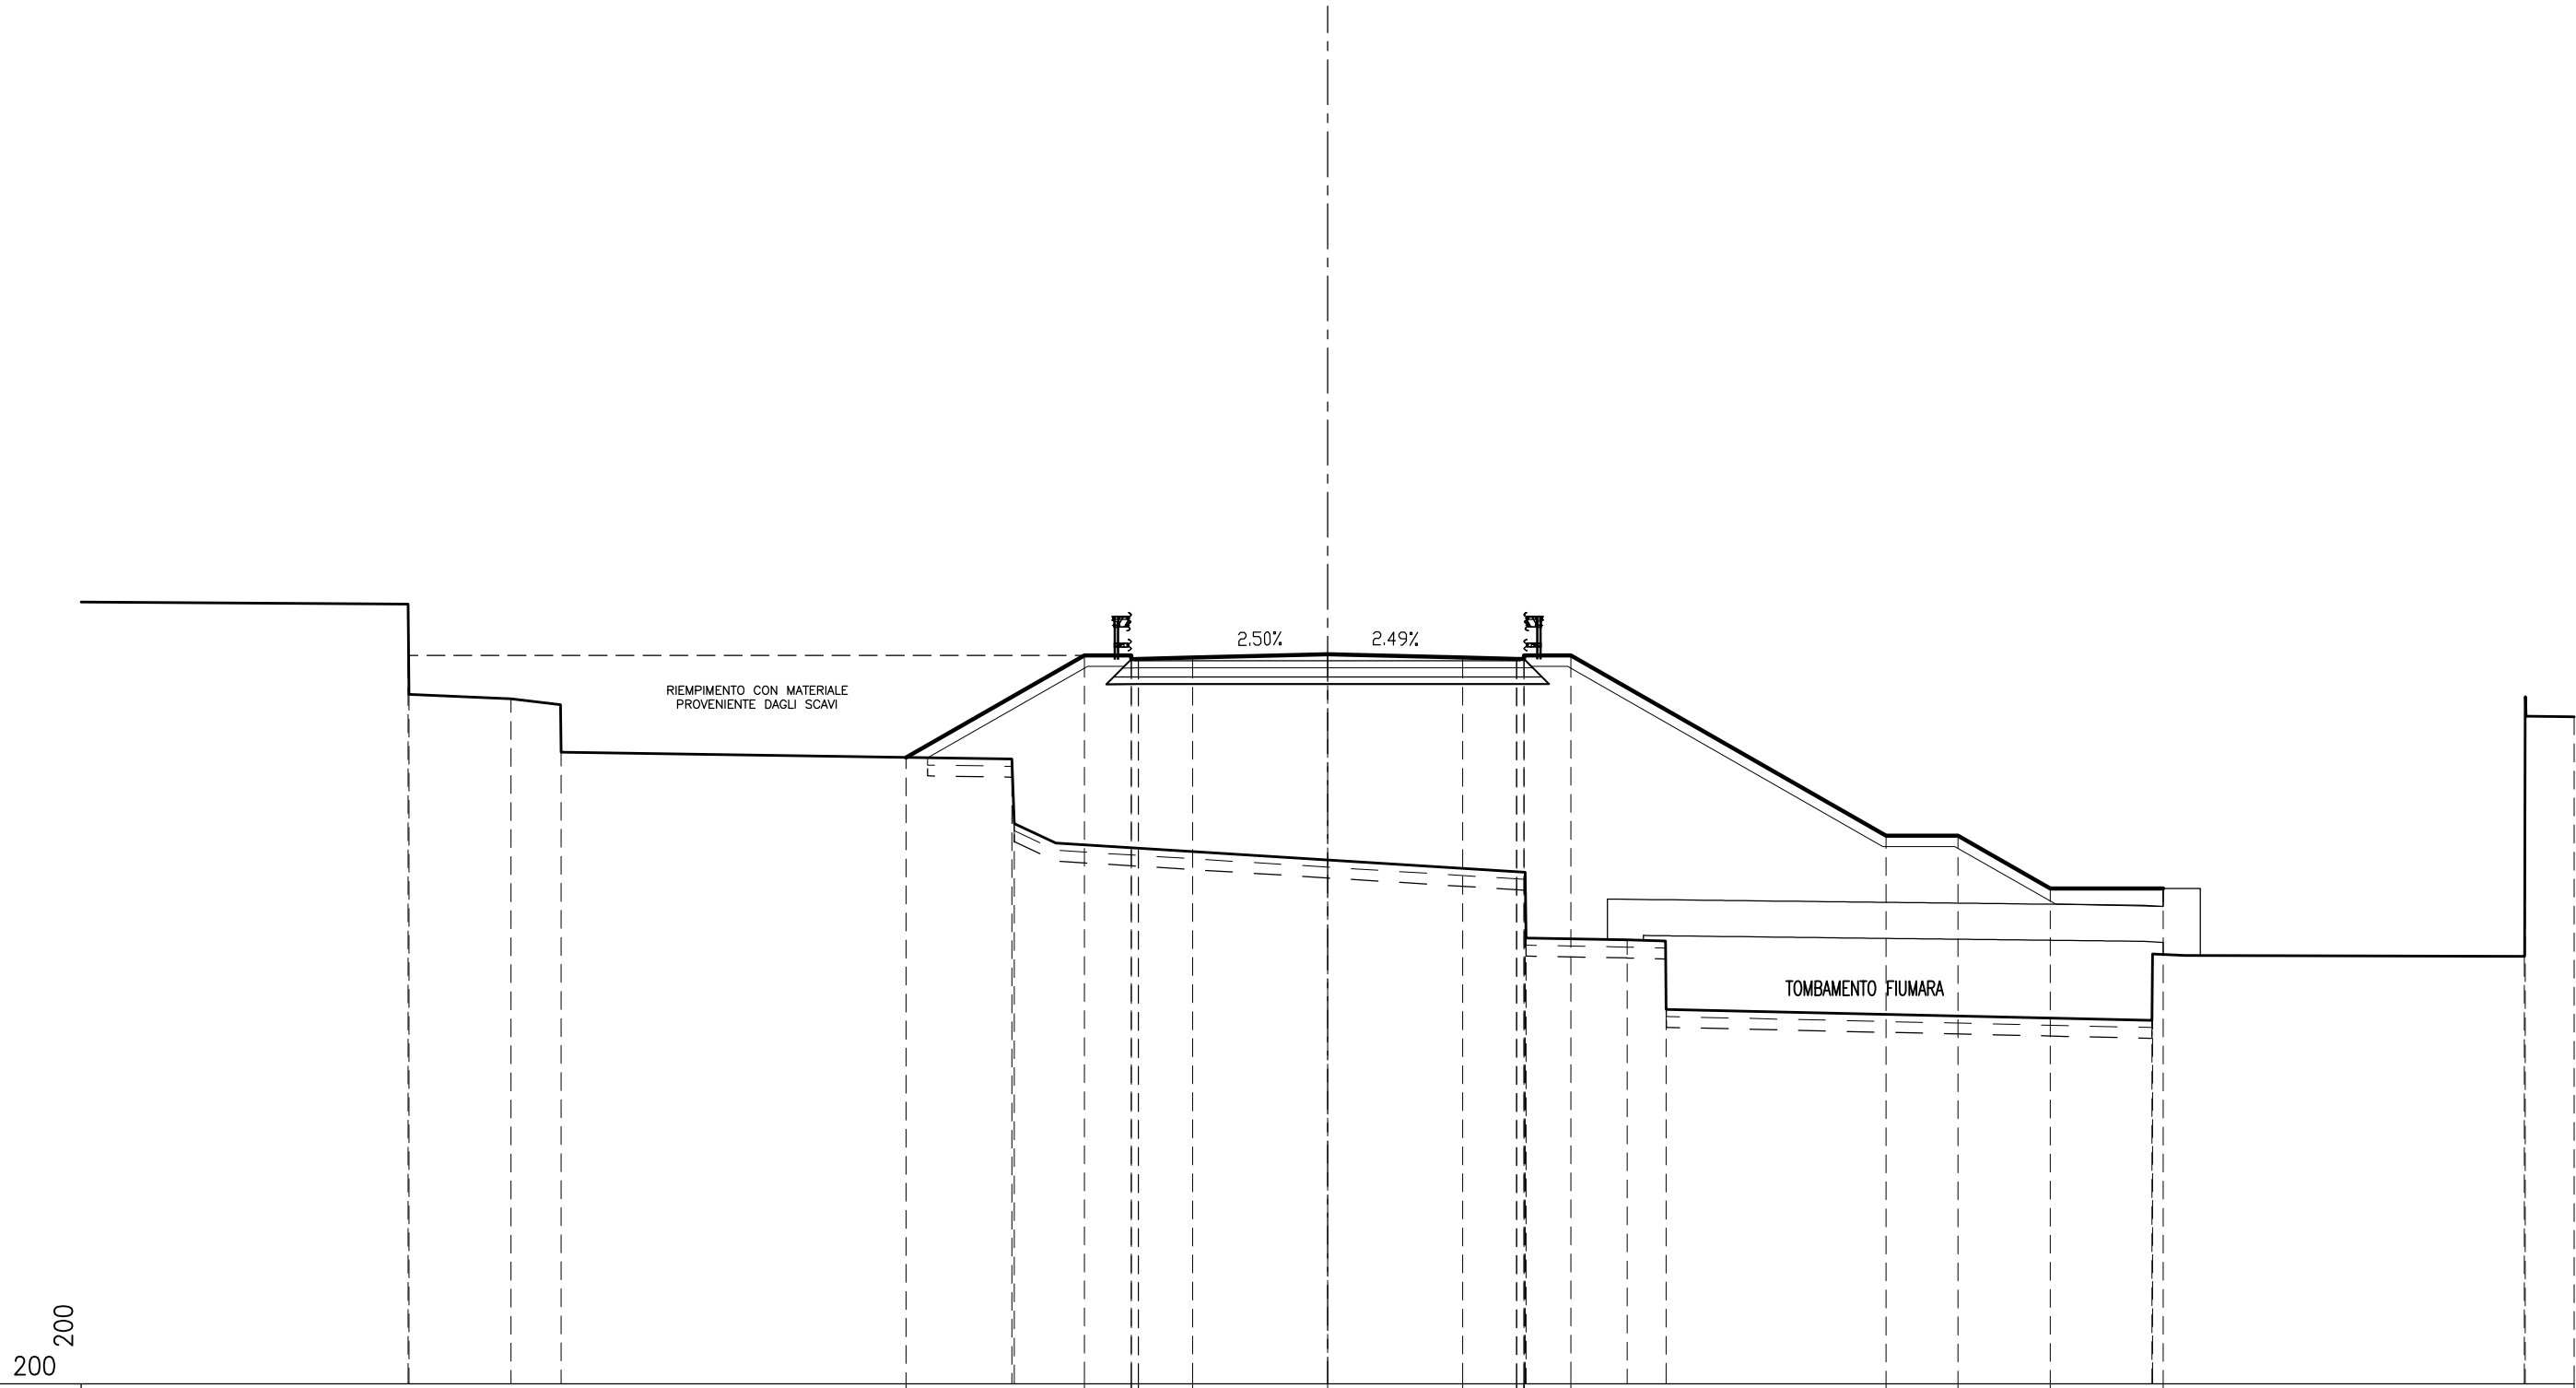 2.50%
2.49%
RIEMPIMENTO CON MATERIALE
PROVENIENTE DAGLI SCAVI
TOMBAMENTO FIUMARA
200
200